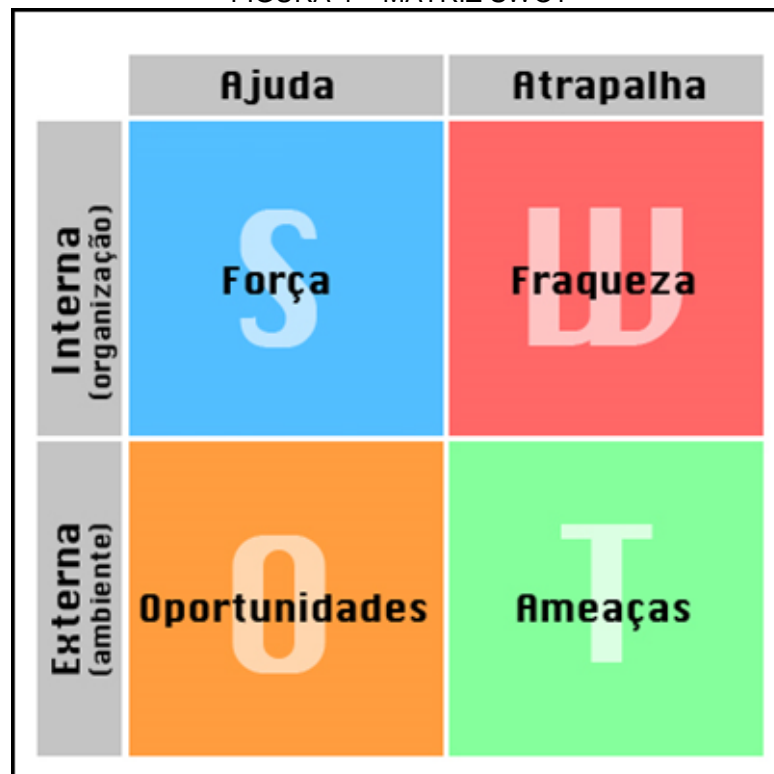 Ajuda
Atrapalha
Interna
(organização)
S
Força
W
Fraqueza
Externa
(ambiente)
O
Oportunidades
T
Ameaças